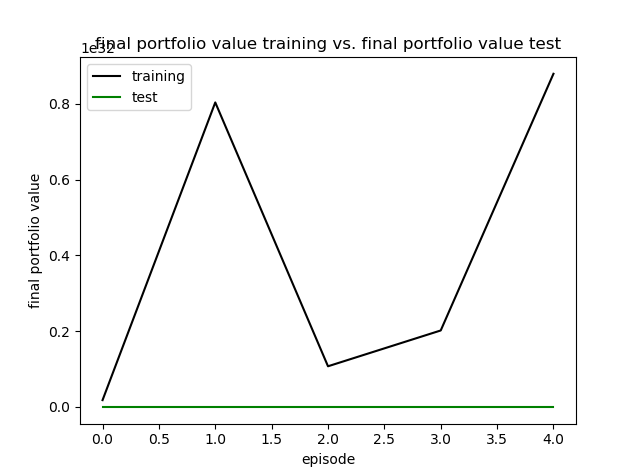 final portfolio value training vs. final portfolio value test
1e32
training
test
0.8
0.6
0.4
0.2
0.0
final portfolio value
0.0 0.5 1.0 1.5 2.0 2.5 3.0 3.5 4.0
episode